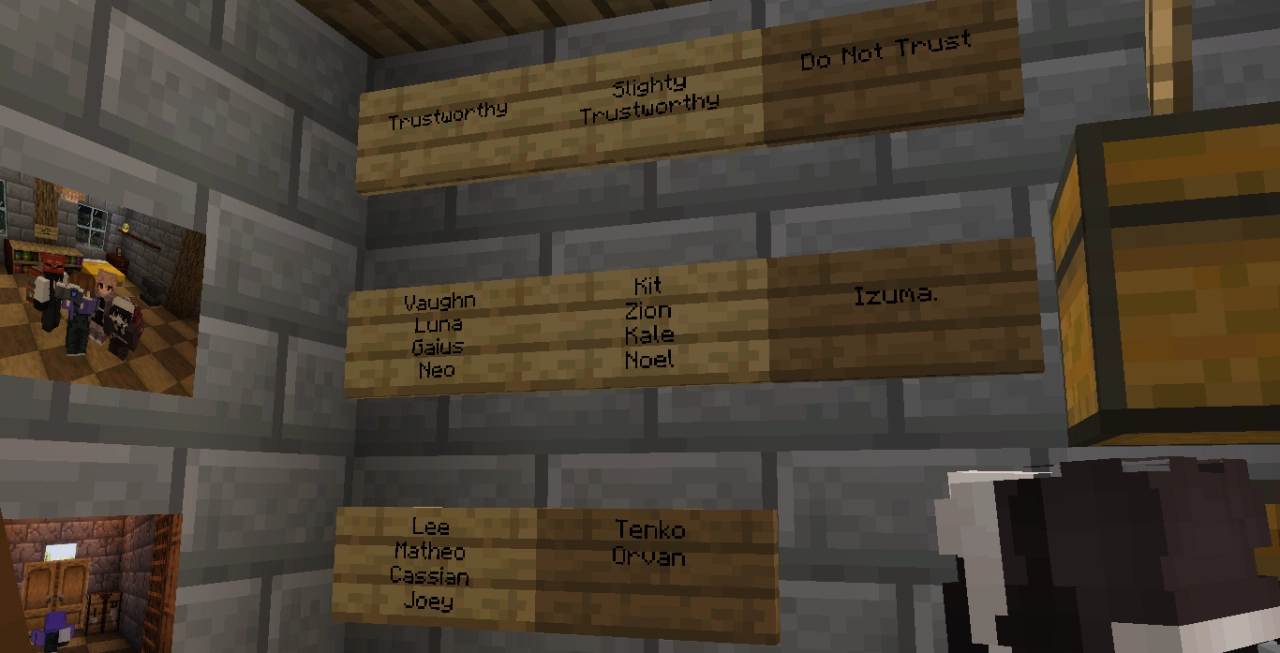 Trustworthy
Slighty
Trustworthy
Do Not Trust
Vaughn
Luna
Gaius
Neo
Kit
Zion
Kale
Noel
Izuma.
Lee
Matheo
Cassian
Joey
Tenko
Orvan